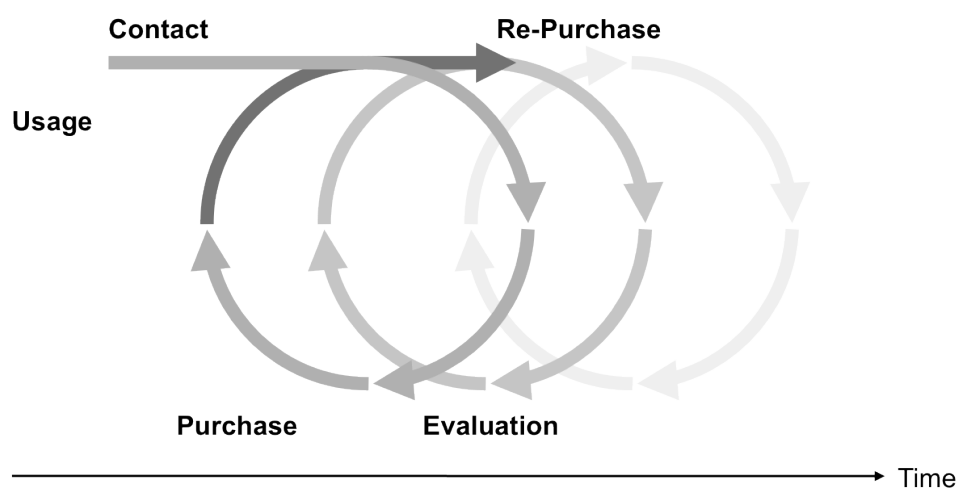 Contact
Re-Purchase
Usage
Purchase
Evaluation
Time